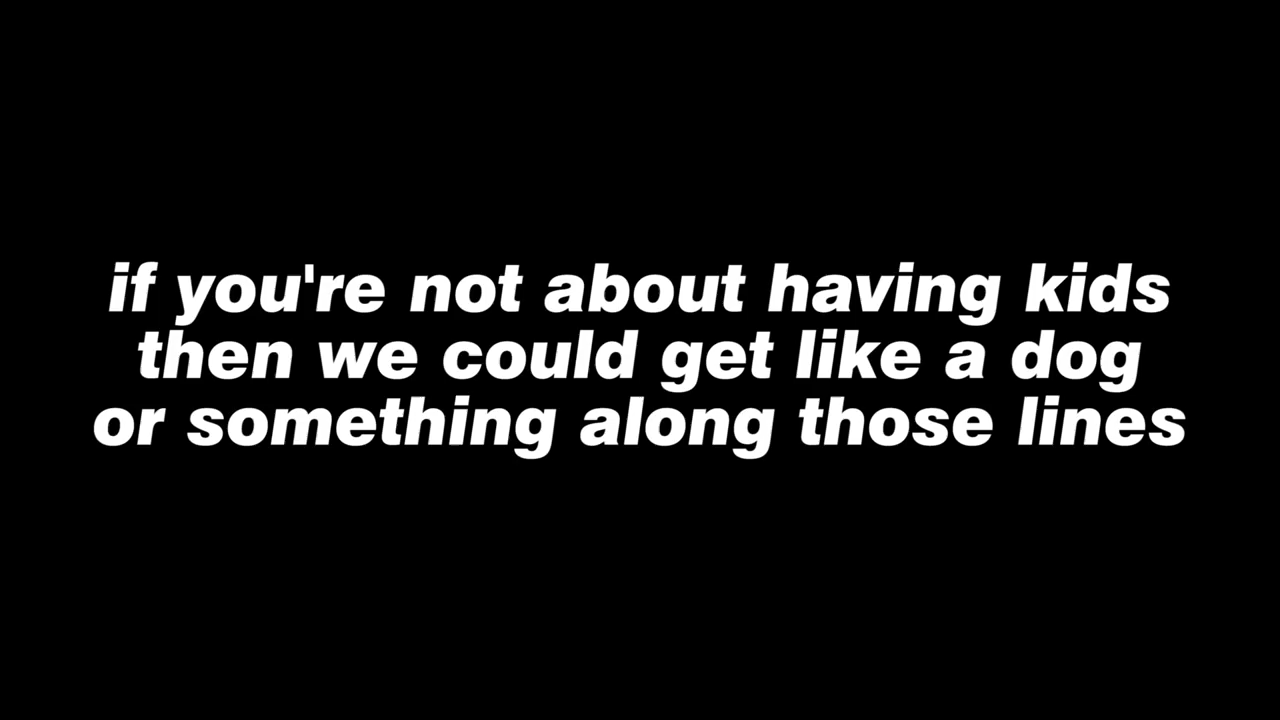 if you're not about having kids
then we could get like a dog
or something along those lines